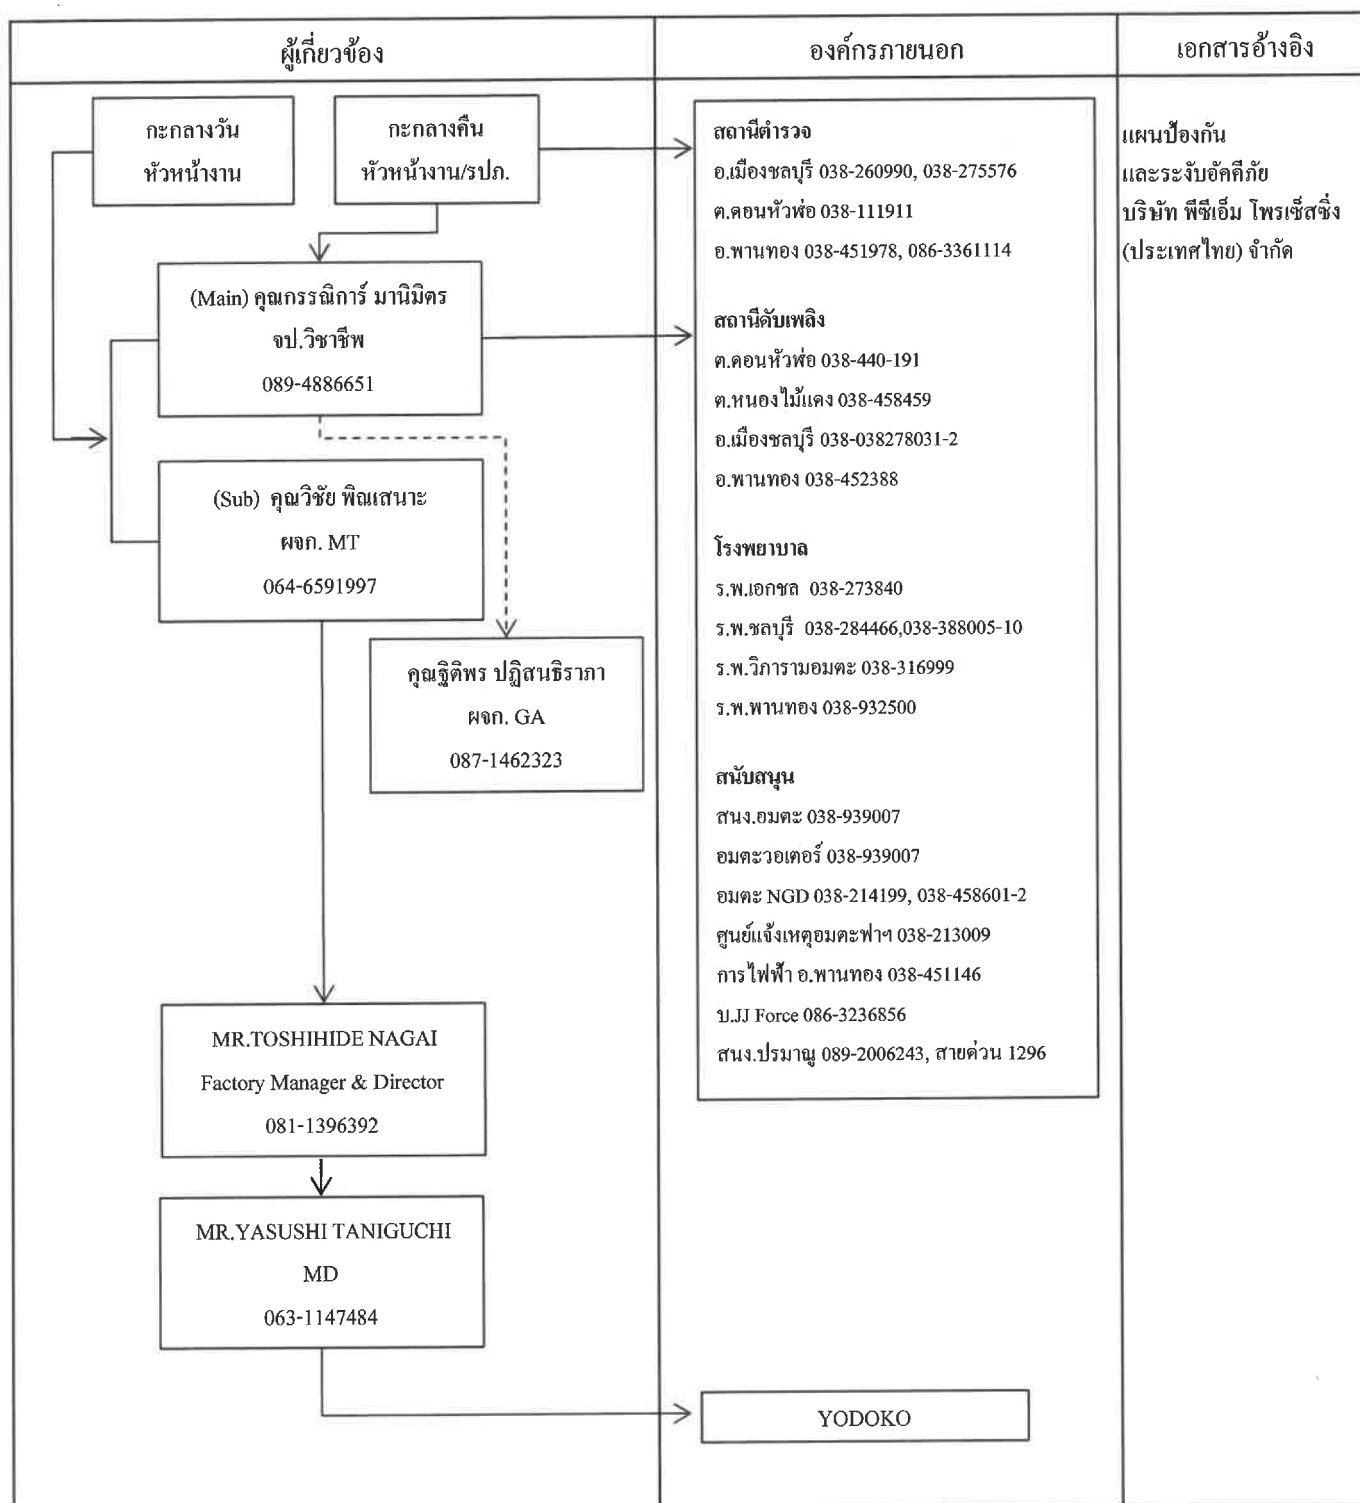 ผู้เกี่ยวข้อง
องค์กรภายนอก
เอกสารอ้างอิง
กะกลางวัน
หัวหน้างาน
กะกลางคืน
หัวหน้างาน/รปภ.
(Main) คุณกรรณิการ์ มานิมิตร
จป.วิชาชีพ
089-4886651
(Sub) คุณวิชัย พิณเสนาะ
ผจก. MT
064-6591997
คุณฐิติพร ปฏิสนธิราภา
ผจก. GA
087-1462323
MR.TOSHIHIDE NAGAI
Factory Manager & Director
081-1396392
MR.YASUSHI TANIGUCHI
MD
063-1147484
สถานีตำรวจ
อ.เมืองชลบุรี 038-260990, 038-275576
ต.ดอนหัวฬ่อ 038-111911
อ.พานทอง 038-451978, 086-3361114
สถานีดับเพลิง
ต.ดอนหัวฬ่อ 038-440-191
ต.หนองไม้แดง 038-458459
อ.เมืองชลบุรี 038-038278031-2
อ.พานทอง 038-452388
โรงพยาบาล
ร.พ.เอกชล 038-273840
ร.พ.ชลบุรี 038-284466,038-388005-10
ร.พ.วิภารามอมตะ 038-316999
ร.พ.พานทอง 038-932500
สนับสนุน
สนง.อมตะ 038-939007
อมตะวอเตอร์ 038-939007
อมตะ NGD 038-214199, 038-458601-2
ศูนย์แจ้งเหตุอมตะฟาฯ 038-213009
การไฟฟ้า อ.พานทอง 038-451146
บ.JJ Force 086-3236856
สนง.ปรมาณู 089-2006243, สายด่วน 1296
YODOKO
แผนป้องกัน
และระงับอัคคีภัย
บริษัท พีซีเอ็ม โพรเซ็สซิ่ง
(ประเทศไทย) จำกัด